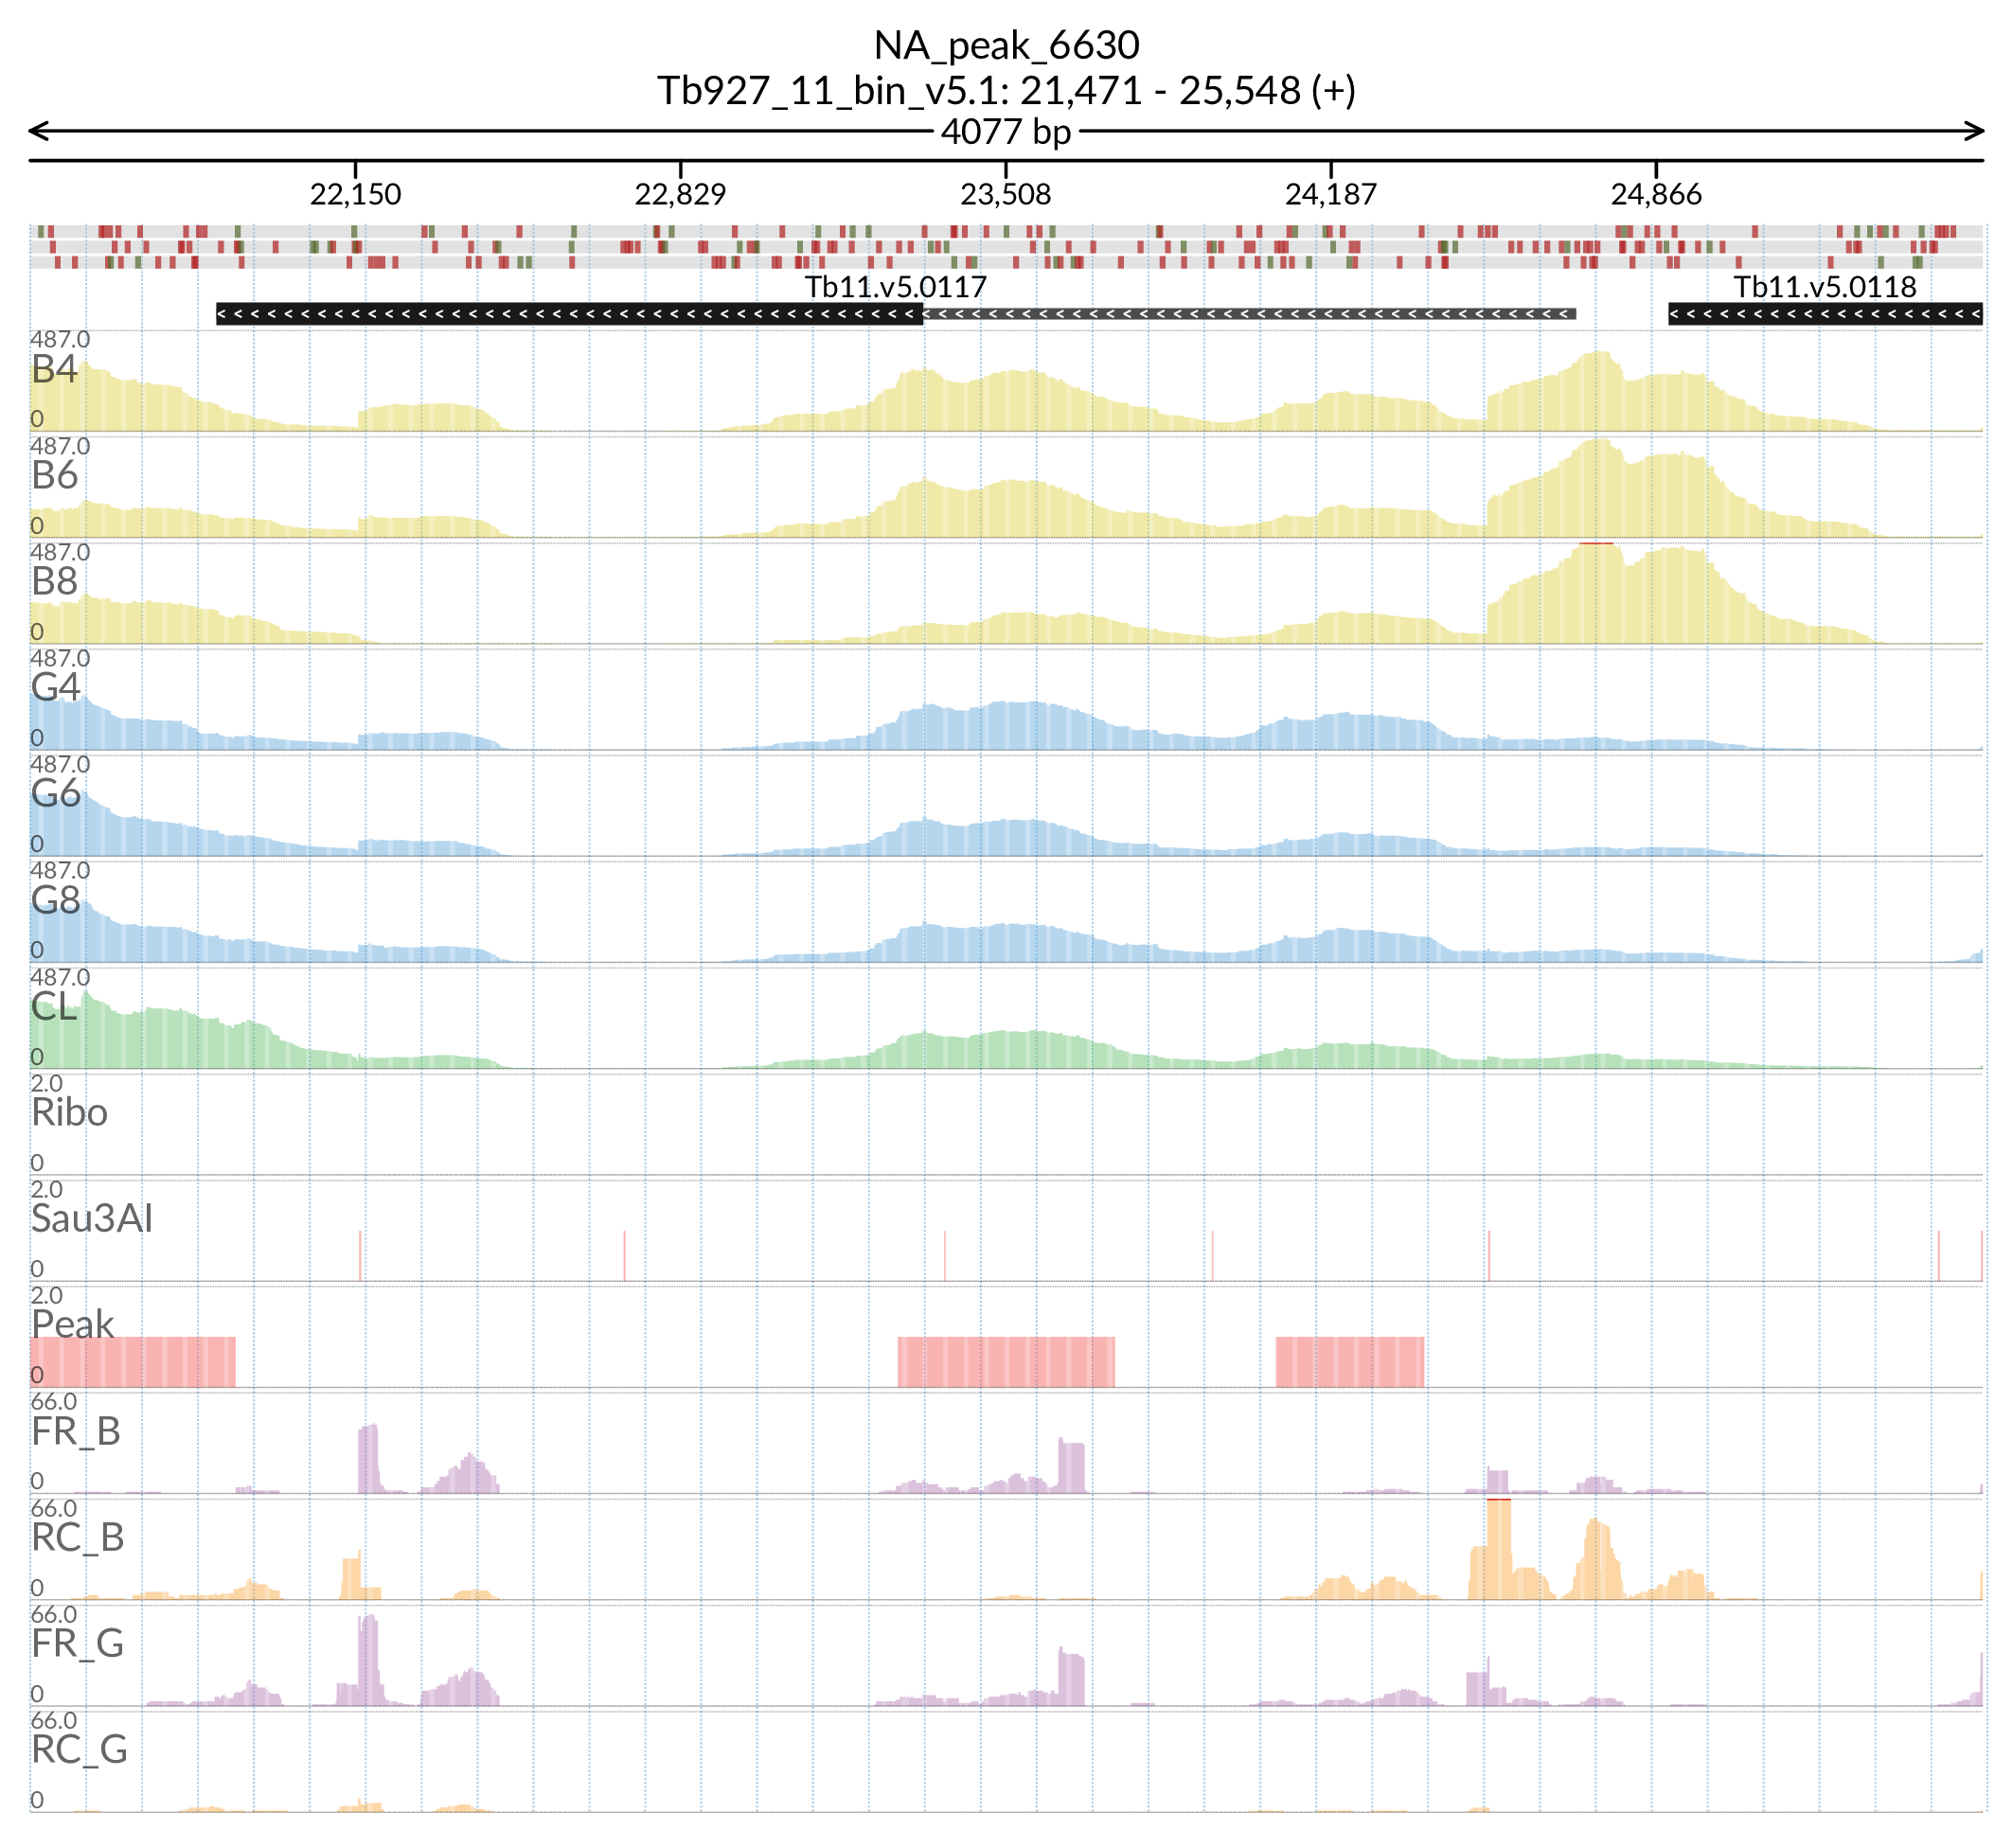 NA_peak_6630
Tb927_11_bin_v5.1: 21,471 - 25,548 (+)
4077 bp
22,150 22,829 23,508 24,187 24,866
Tb11.v5.0117 Tb11.v5.0118
487.0
B4
0
487.0
B6
0
487.0
B8
0
487.0
G4
0
487.0
G6
0
487.0
G8
0
487.0
CL
0
2.0
Ribo
0
2.0
Sau3AI
0
2.0
Peak
0
66.0
FR_B
0
66.0
RC_B
0
66.0
FR_G
0
66.0
RC_G
0